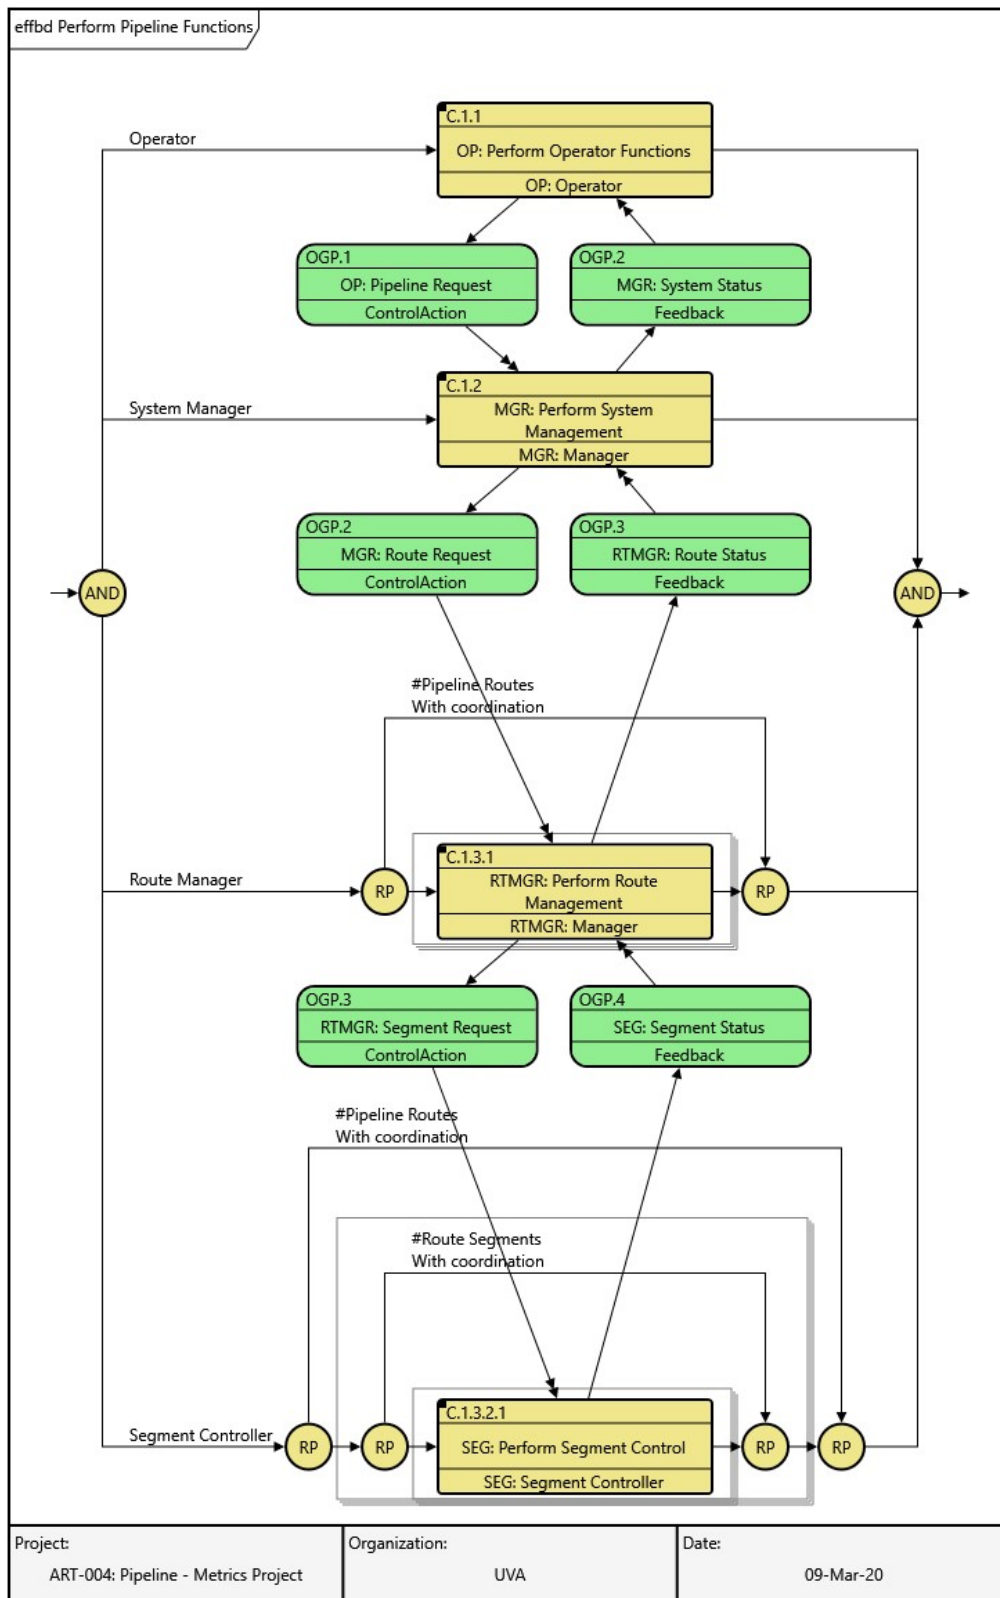 effbd Perform Pipeline Functions
Operator
C.1.1
OP: Perform Operator Functions
OP: Operator
OGP.1
OP: Pipeline Request
ControlAction
OGP.2
MGR: System Status
Feedback
System Manager
C.1.2
MGR: Perform System
Management
MGR: Manager
OGP.2
MGR: Route Request
ControlAction
OGP.3
RTMGR: Route Status
Feedback
AND
AND
#Pipeline Routes
With coordination
Route Manager
RP
C.1.3.1
RTMGR: Perform Route
Management
RTMGR: Manager
RP
OGP.3
RTMGR: Segment Request
ControlAction
OGP.4
SEG: Segment Status
Feedback
#Pipeline Routes
With coordination
#Route Segments
With coordination
Segment Controller
RP
RP
C.1.3.2.1
SEG: Perform Segment Control
SEG: Segment Controller
RP
RP
Project:
ART-004: Pipeline - Metrics Project
Organization:
UVA
Date:
09-Mar-20